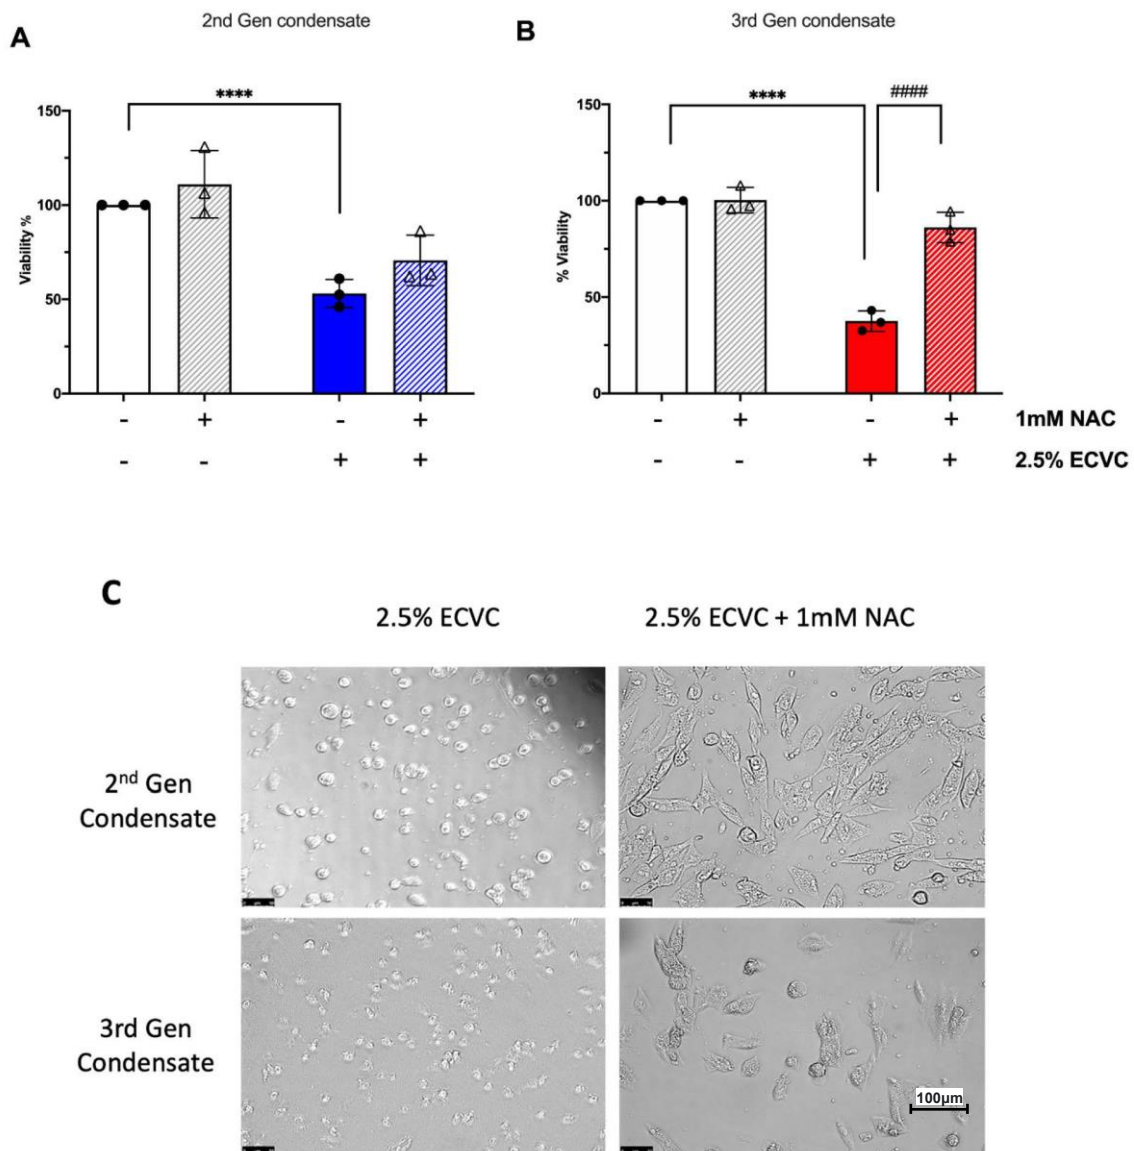 2nd Gen condensate
A
****
150
100
50
0
Viability %
- + - +
- - + +
3rd Gen condensate
B
****
####
150
100
50
0
% Viability
- + - + 1mM NAC
- - + + 2.5% ECVC
C
2.5% ECVC
2.5% ECVC + 1mM NAC
2nd Gen
Condensate
3rd Gen
Condensate
100µm